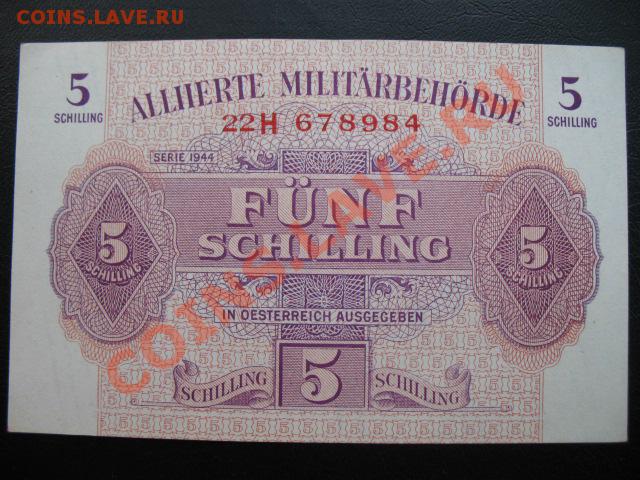 COINS.LAVE.RU
ALLIIERTE MILITÄRBEHÖRDE
5 SCHILLING
5 SCHILLING
22H 678984
SERIE 1944
FÜNF
SCHILLING
5 SCHILLING
5 SCHILLING
IN OESTERREICH AUSGEGEBEN
SCHILLING 5 SCHILLING
COINS.LAVE.RU